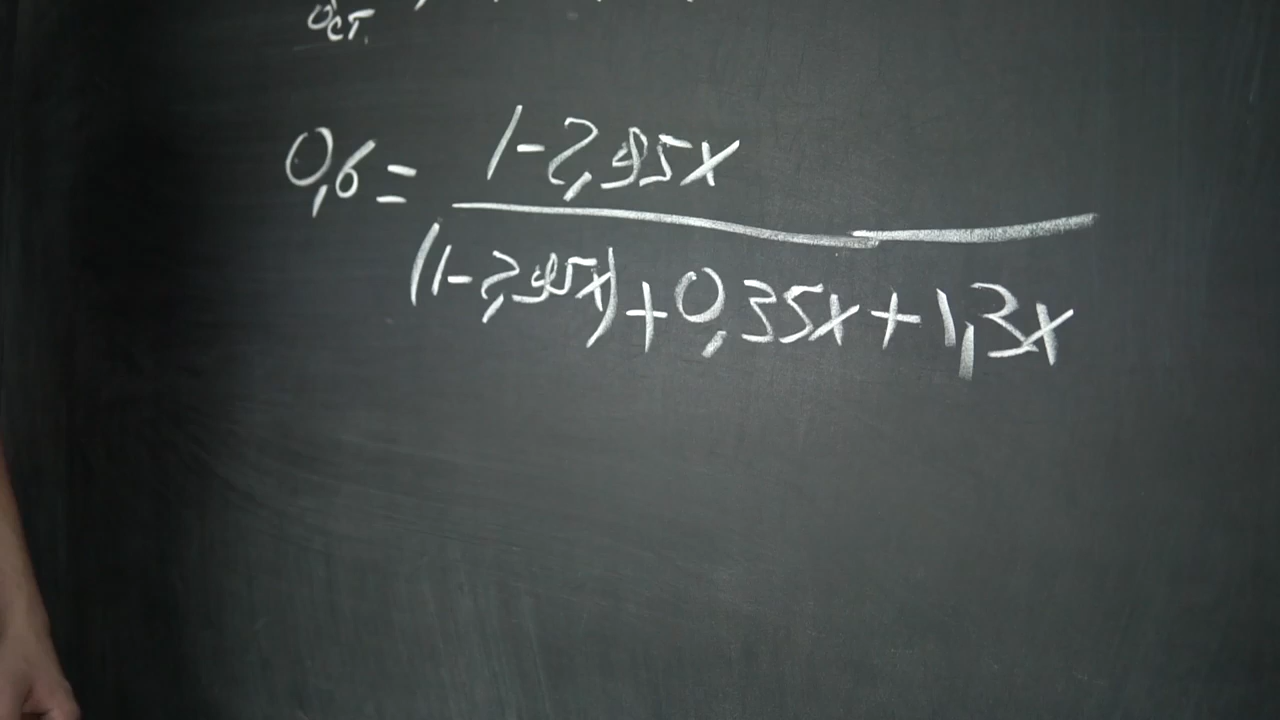 ост.
0,6 = 1-2,95x
(1-2,95x)+0,35x+1,3x